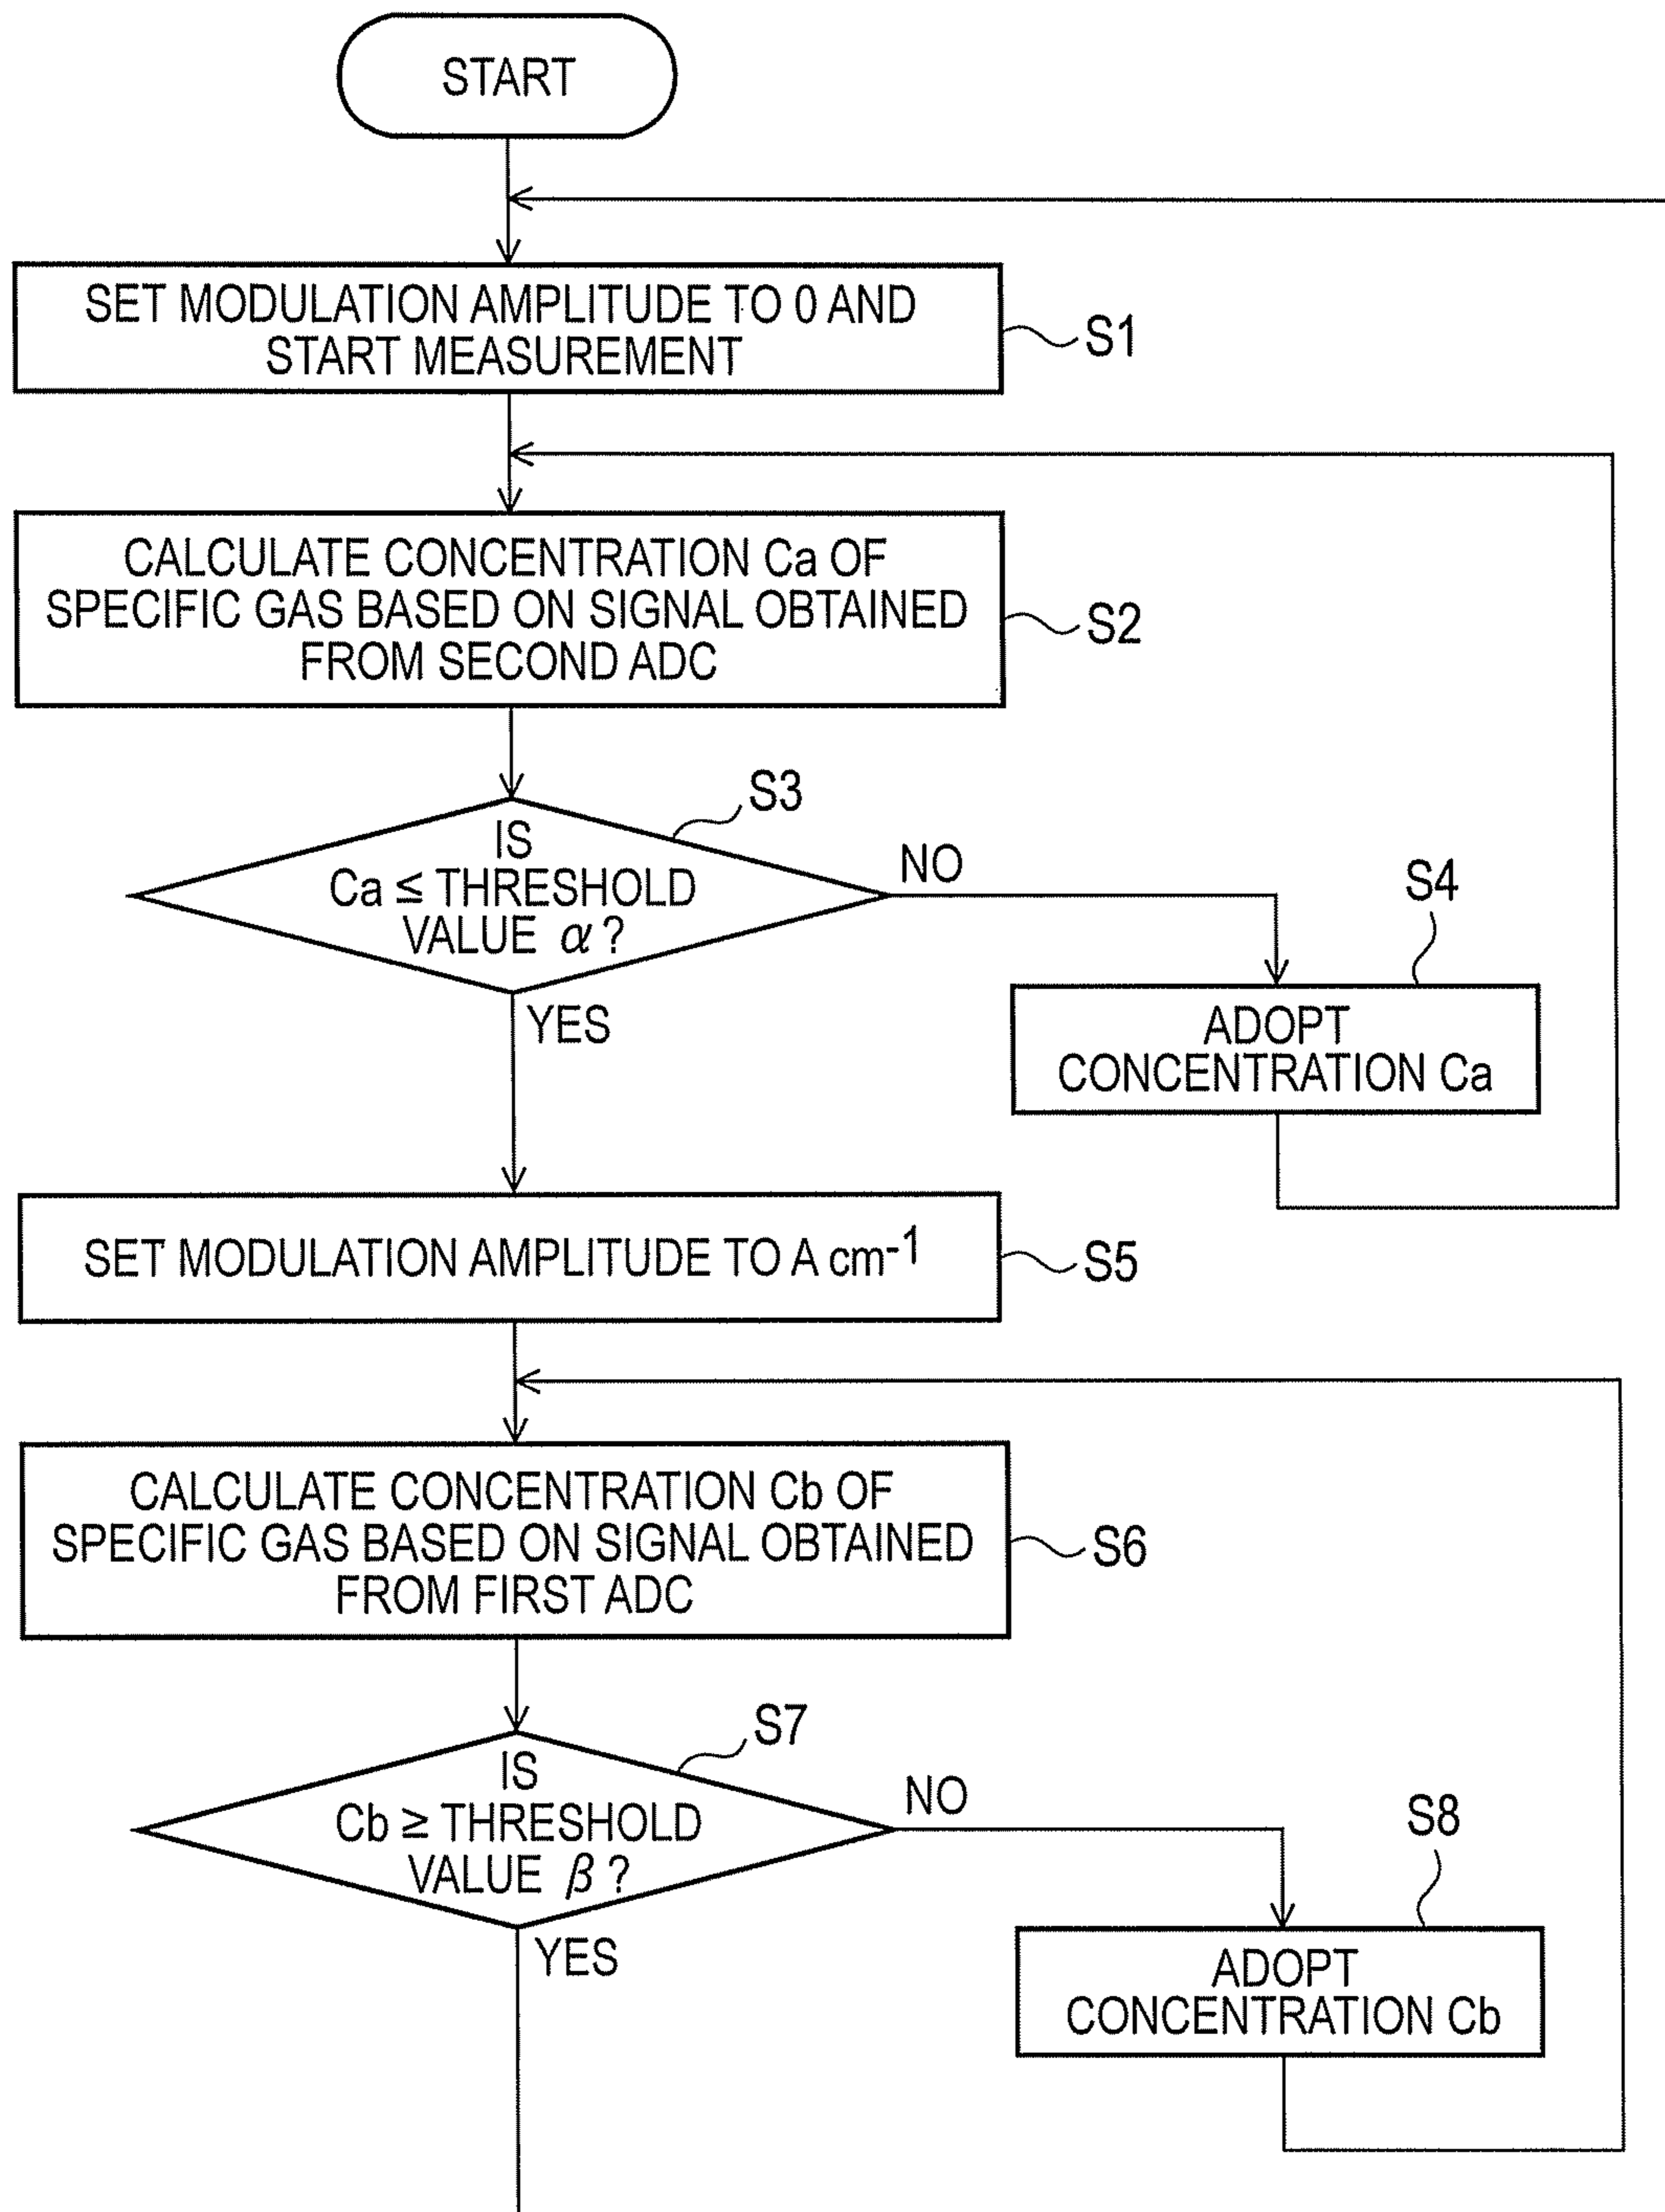 START
SET MODULATION AMPLITUDE TO 0 AND
START MEASUREMENT
S1
CALCULATE CONCENTRATION Ca OF
SPECIFIC GAS BASED ON SIGNAL OBTAINED
FROM SECOND ADC
S2
S3
IS
Ca ≤ THRESHOLD
VALUE α ?
NO
YES
S4
ADOPT
CONCENTRATION Ca
SET MODULATION AMPLITUDE TO A cm⁻¹
S5
CALCULATE CONCENTRATION Cb OF
SPECIFIC GAS BASED ON SIGNAL OBTAINED
FROM FIRST ADC
S6
S7
IS
Cb ≥ THRESHOLD
VALUE β ?
NO
YES
S8
ADOPT
CONCENTRATION Cb